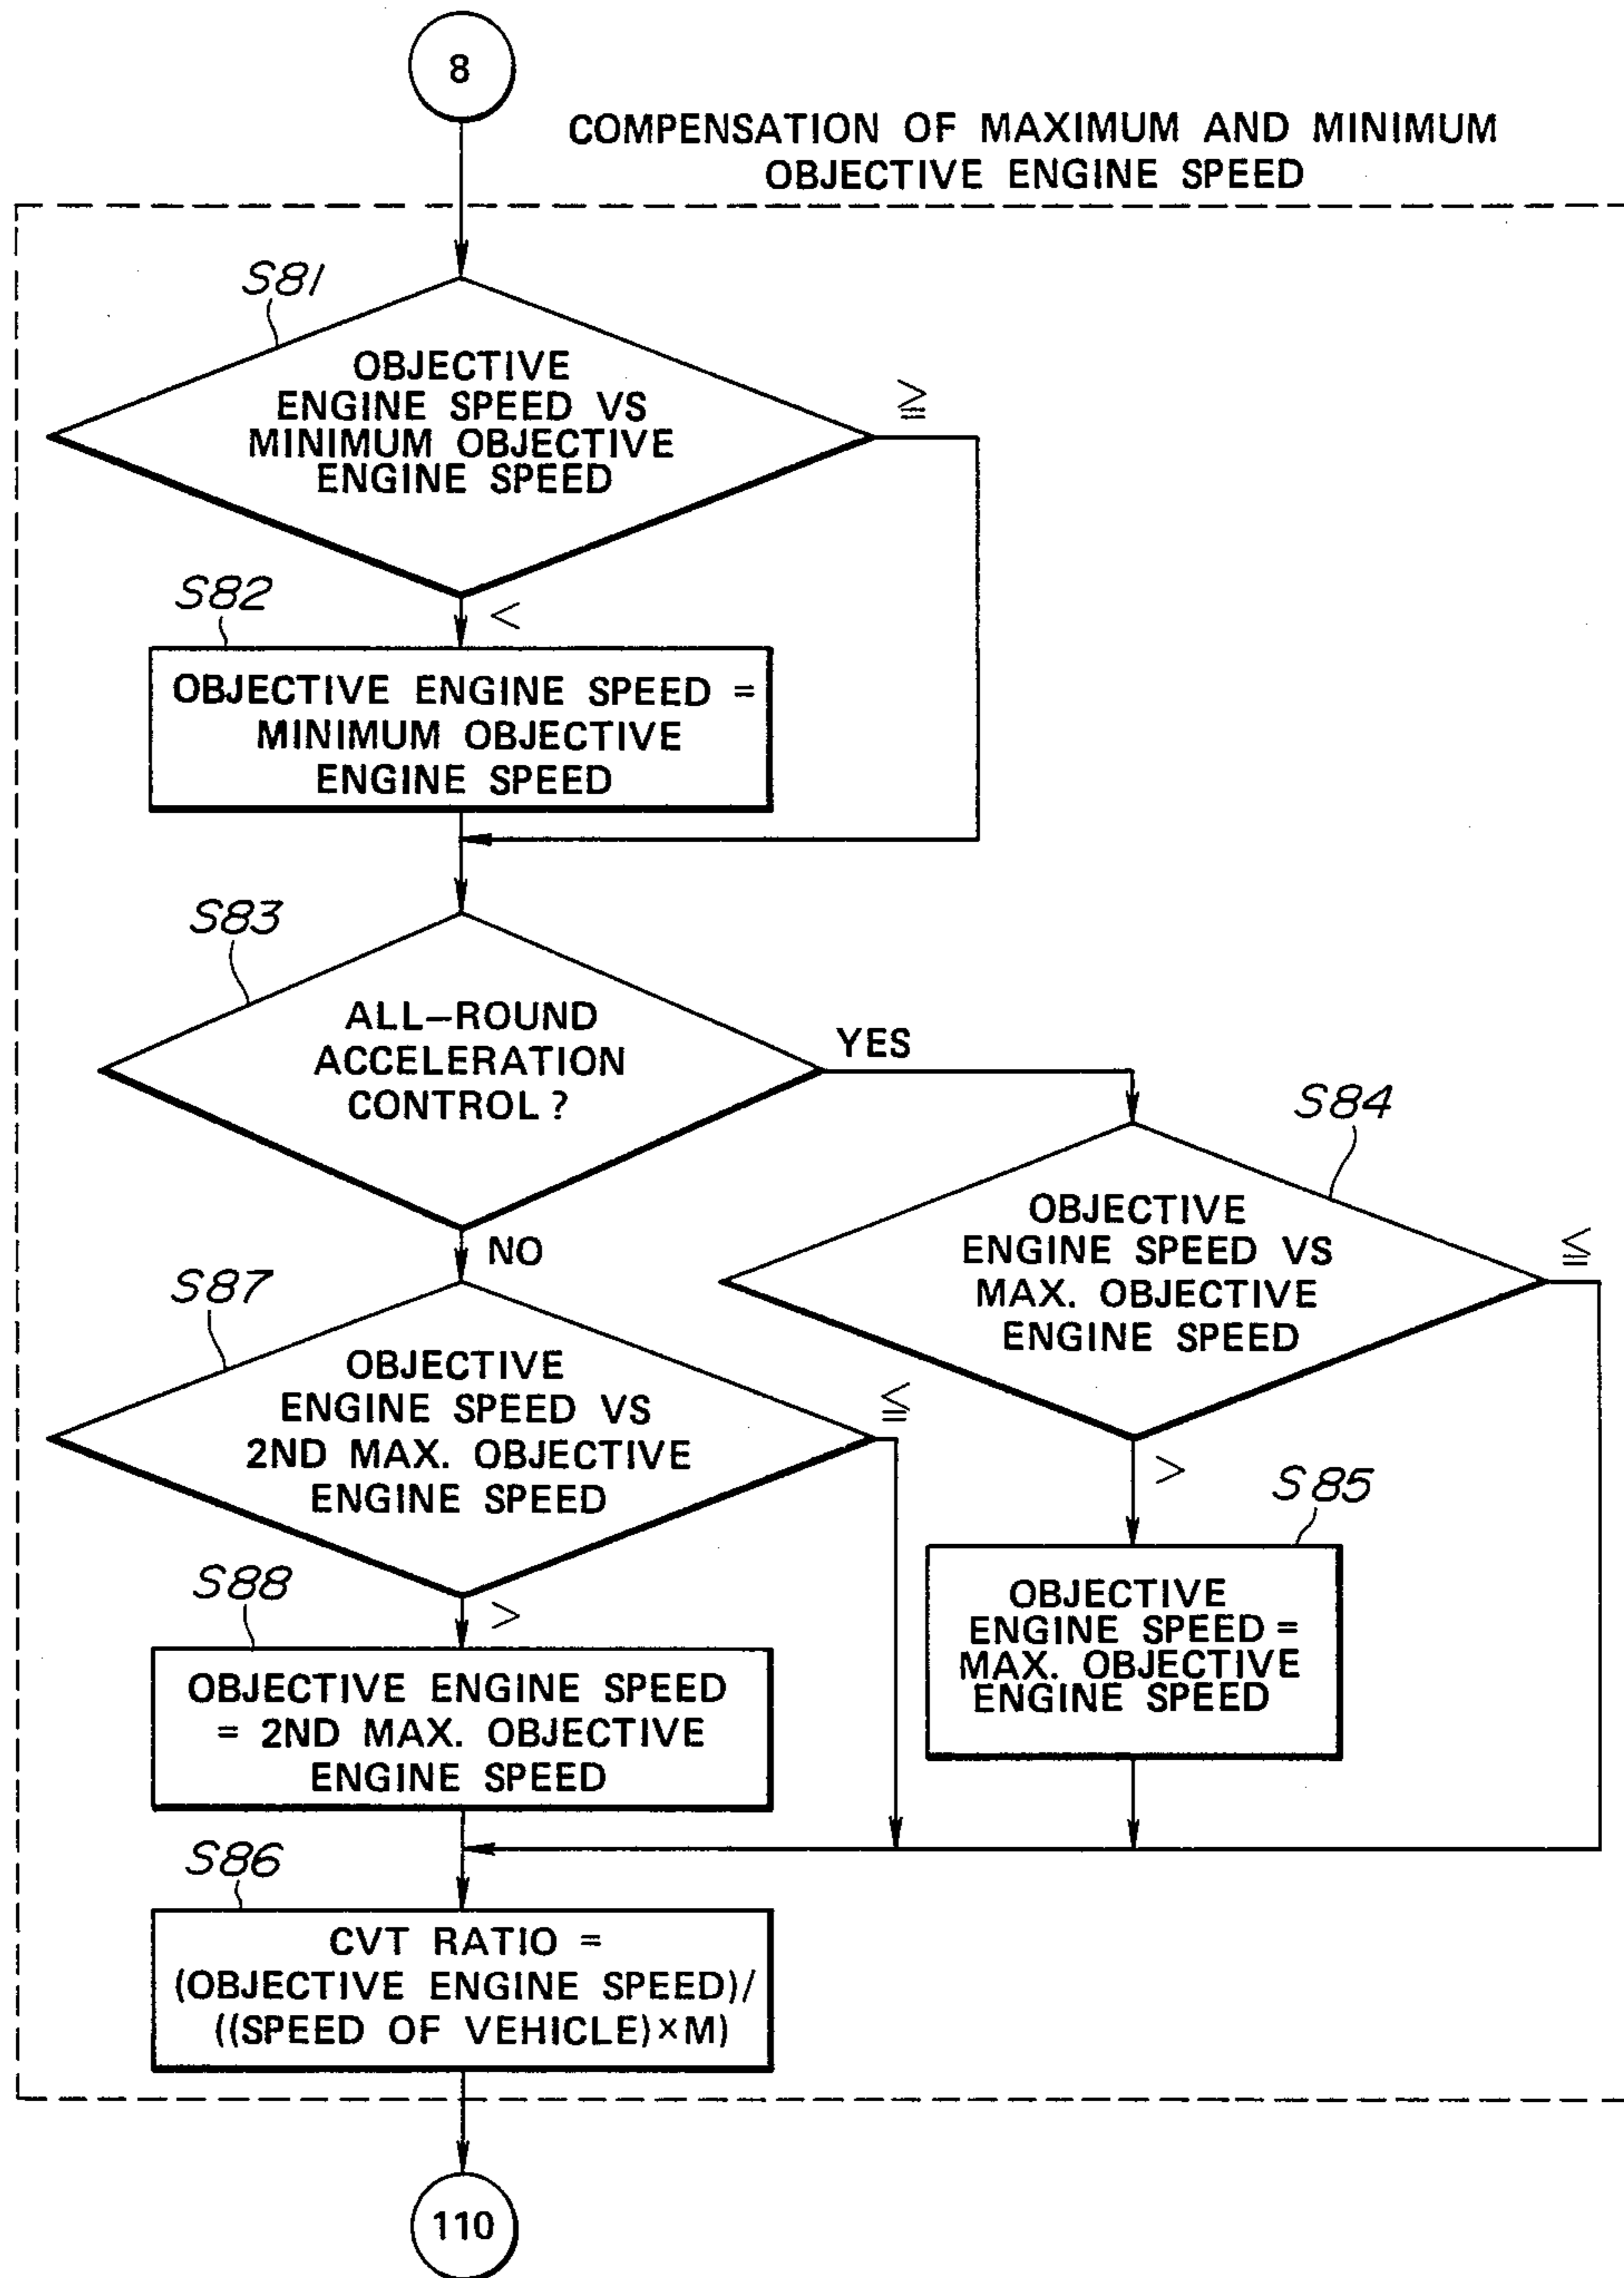 8
COMPENSATION OF MAXIMUM AND MINIMUM
OBJECTIVE ENGINE SPEED
S81
OBJECTIVE
ENGINE SPEED VS
MINIMUM OBJECTIVE
ENGINE SPEED
≧
<
S82
OBJECTIVE ENGINE SPEED =
MINIMUM OBJECTIVE
ENGINE SPEED
S83
ALL-ROUND
ACCELERATION
CONTROL?
YES
NO
S84
OBJECTIVE
ENGINE SPEED VS
MAX. OBJECTIVE
ENGINE SPEED
≦
>
S85
OBJECTIVE
ENGINE SPEED =
MAX. OBJECTIVE
ENGINE SPEED
S87
OBJECTIVE
ENGINE SPEED VS
2ND MAX. OBJECTIVE
ENGINE SPEED
≦
>
S88
OBJECTIVE ENGINE SPEED
= 2ND MAX. OBJECTIVE
ENGINE SPEED
S86
CVT RATIO =
(OBJECTIVE ENGINE SPEED)/
((SPEED OF VEHICLE)×M)
110